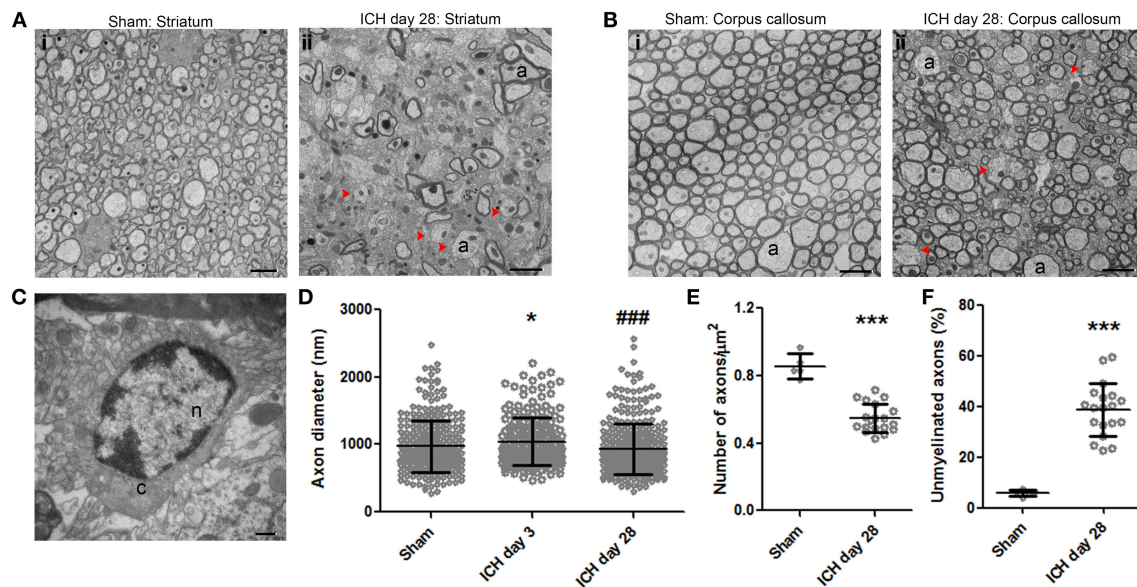 A
Sham: Striatum
ICH day 28: Striatum
i
ii
a
a
B
Sham: Corpus callosum
ICH day 28: Corpus callosum
i
ii
a
a
a
C
n
c
D
Axon diameter (nm)
3000
2000
1000
0
*
###
Sham
ICH day 3
ICH day 28
E
Number of axons/μm²
1.2
0.8
0.4
0.0
***
Sham
ICH day 28
F
Unmyelinated axons (%)
80
60
40
20
0
***
Sham
ICH day 28